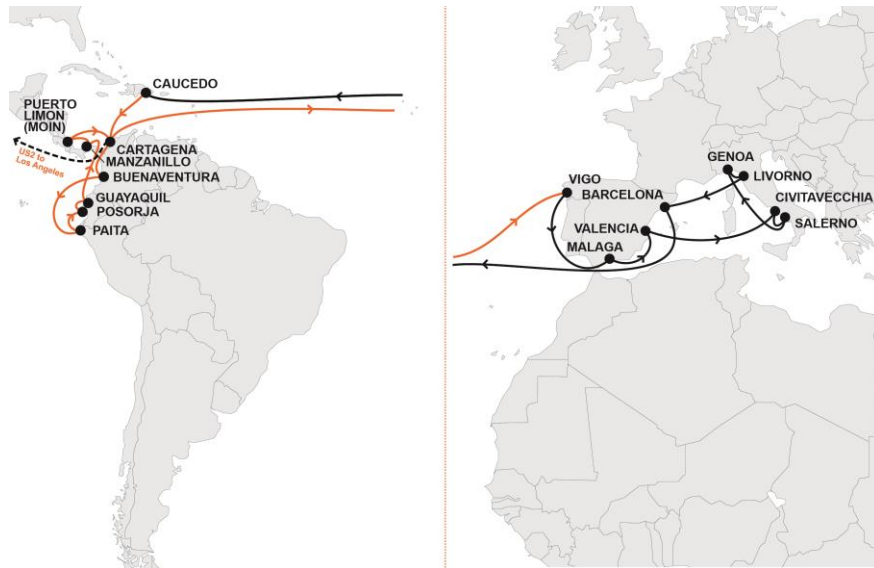 CAUCEDO
PUERTO
LIMON
(MOIN)
US2 to
Los Angeles
CARTAGENA
MANZANILLO
BUENAVENTURA
GUAYAQUIL
POSORJA
PAITA
GENOA
LIVORNO
VIGO
BARCELONA
CIVITAVECCHIA
VALENCIA
SALERNO
MALAGA